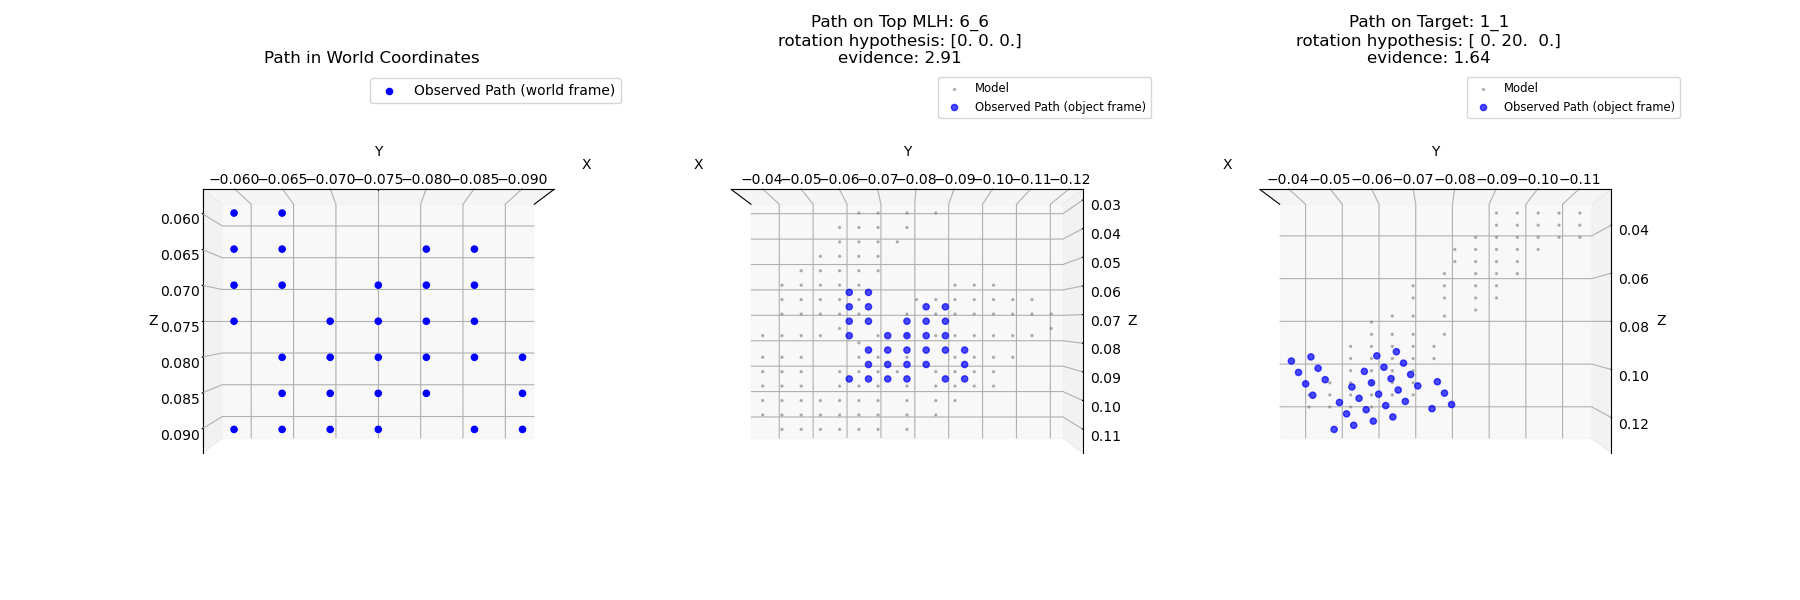 Path in World Coordinates
Observed Path (world frame)
Y
X
−0.060−0.065−0.070−0.075−0.080−0.085−0.090
0.060
0.065
0.070
Z
0.075
0.080
0.085
0.090
Path on Top MLH: 6_6
rotation hypothesis: [0. 0. 0.]
evidence: 2.91
Model
Observed Path (object frame)
Y
X
−0.04−0.05−0.06−0.07−0.08−0.09−0.10−0.11−0.12
0.03
0.04
0.05
0.06
0.07
Z
0.08
0.09
0.10
0.11
Path on Target: 1_1
rotation hypothesis: [ 0. 20.  0.]
evidence: 1.64
Model
Observed Path (object frame)
Y
X
−0.04−0.05−0.06−0.07−0.08−0.09−0.10−0.11
0.04
0.06
Z
0.08
0.10
0.12